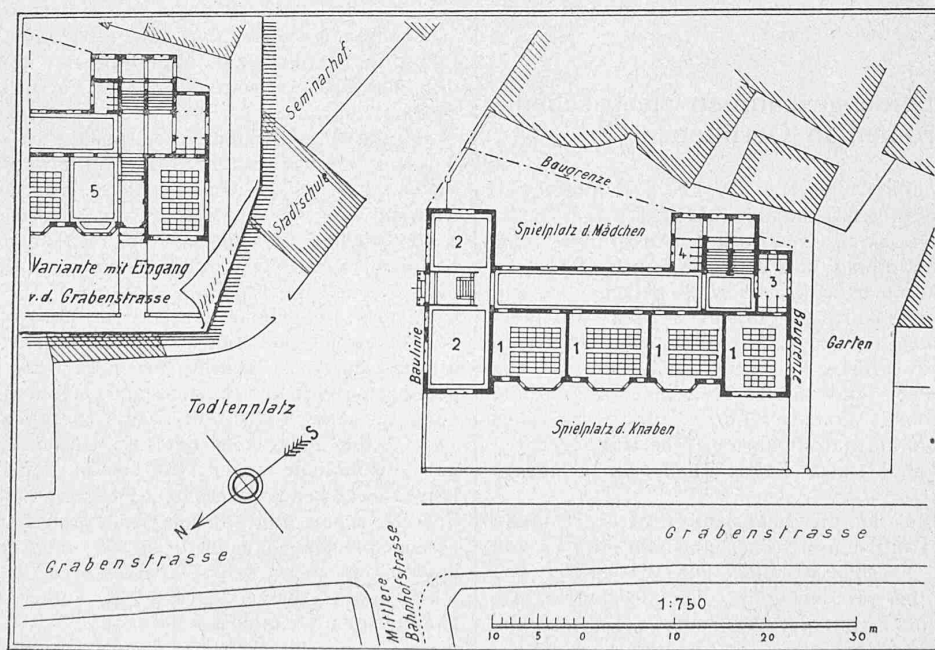 Seminarhof.
Stadtschule
5
Variante mit Eingang
v. d. Grabenstrasse
Baugrenze
Spielplatz d. Mädchen
2
4
3
Baulinie
2
1
1
1
1
Baugrenze
Garten
Spielplatz d. Knaben
Todtenplatz
S
N
Grabenstrasse
Mittlere
Bahnhofstrasse
Grabenstrasse
1:750
10 5 0 10 20 30 m